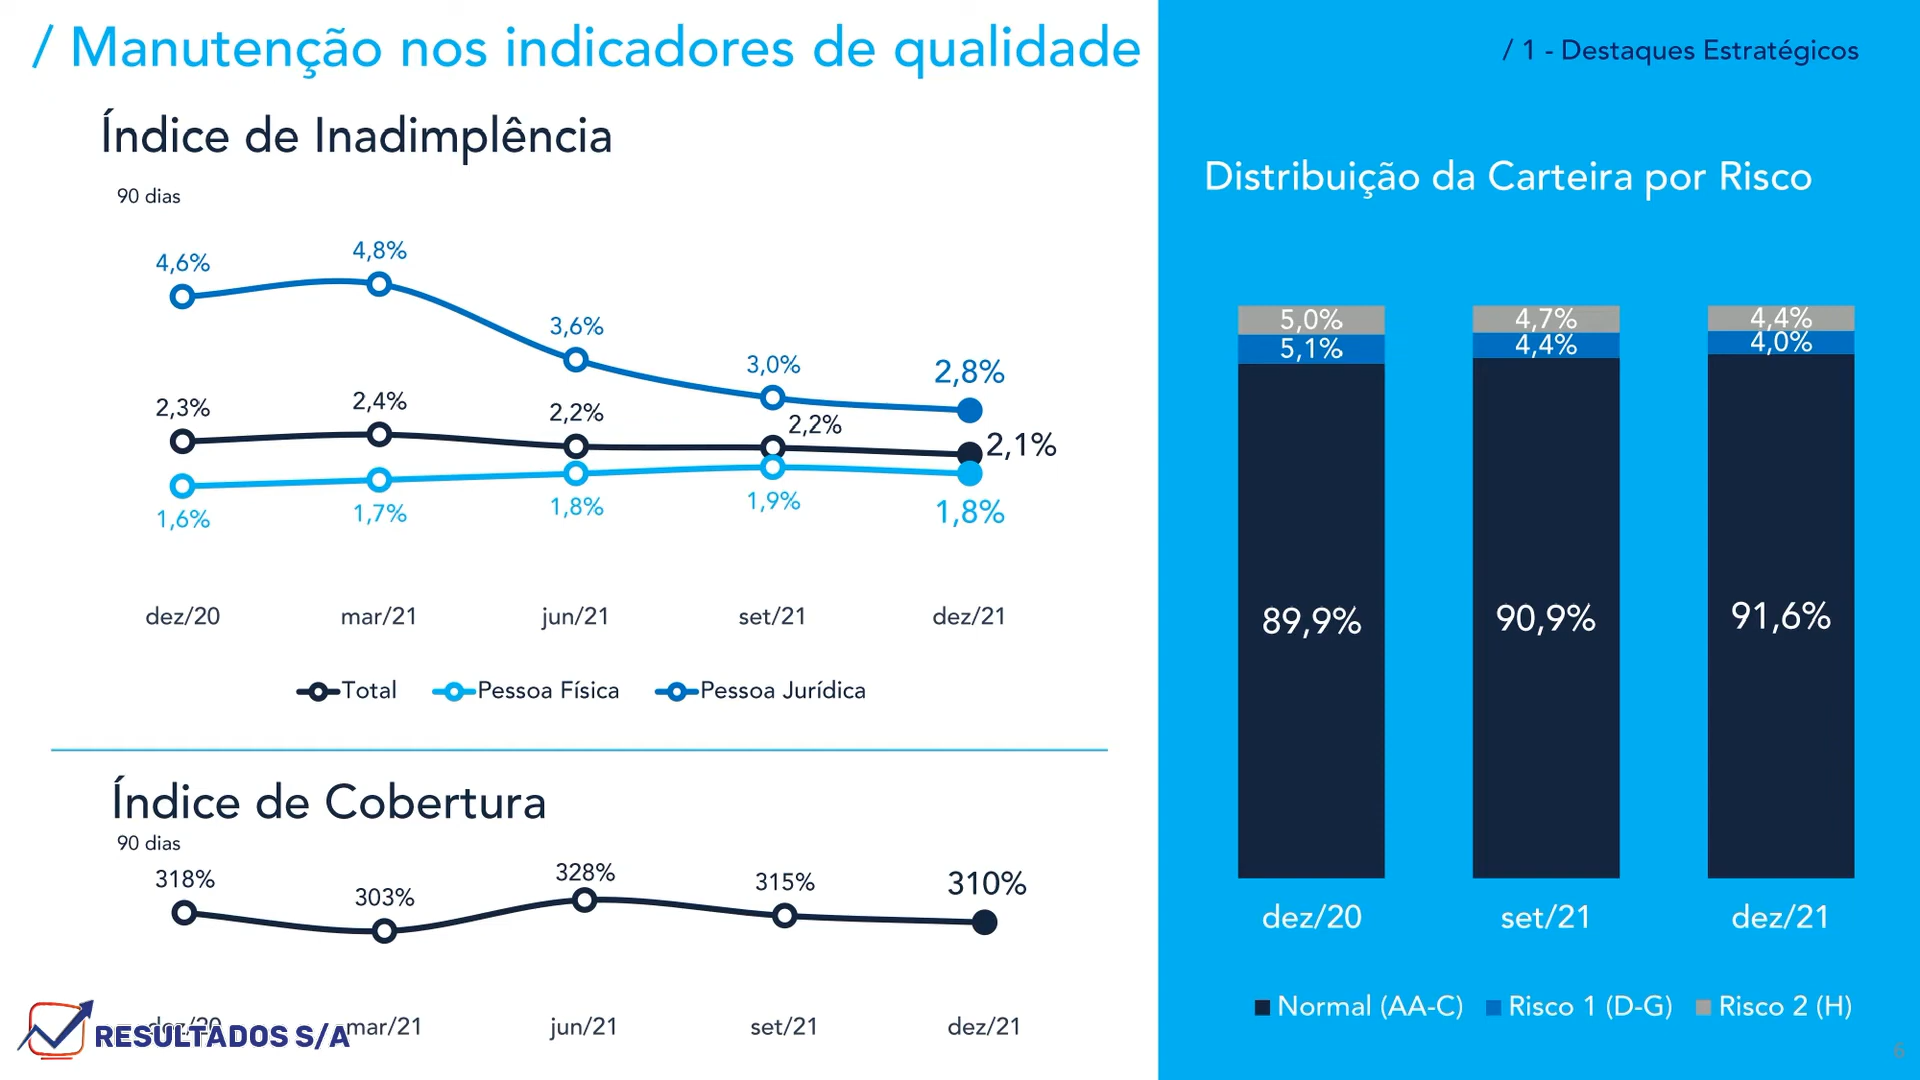 / Manutenção nos indicadores de qualidade
/ 1 - Destaques Estratégicos
Índice de Inadimplência
90 dias
4,6%
4,8%
3,6%
3,0%
2,8%
2,3%
2,4%
2,2%
2,2%
2,1%
1,6%
1,7%
1,8%
1,9%
1,8%
dez/20 mar/21 jun/21 set/21 dez/21
Total Pessoa Física Pessoa Jurídica
Índice de Cobertura
90 dias
318%
303%
328%
315%
310%
dez/20 mar/21 jun/21 set/21 dez/21
RESULTADOS S/A
Distribuição da Carteira por Risco
5,0% 4,7% 4,4%
5,1% 4,4% 4,0%
89,9% 90,9% 91,6%
dez/20 set/21 dez/21
Normal (AA-C) Risco 1 (D-G) Risco 2 (H)
6